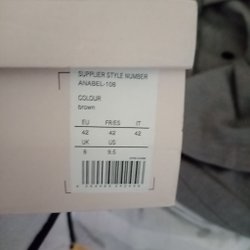 SUPPLIER STYLE NUMBER
ANABEL-108
COLOUR
brown
EU FR/ES IT
42 42 42
UK US
8 9.5